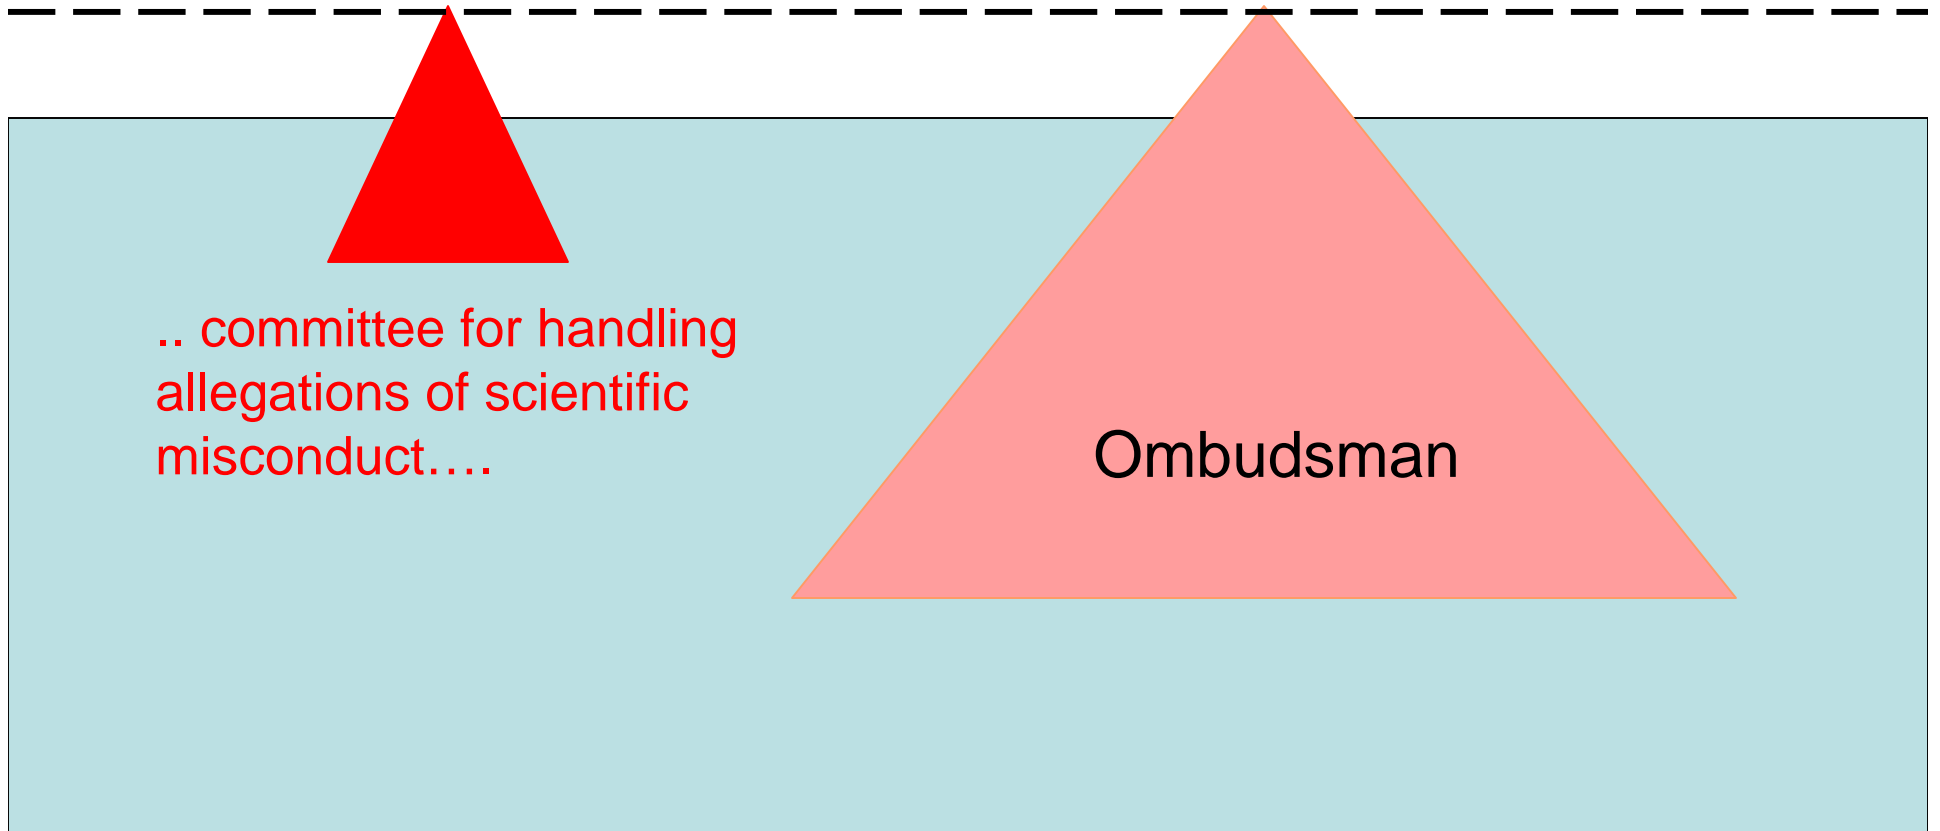 .. committee for handling
allegations of scientific
misconduct….
Ombudsman